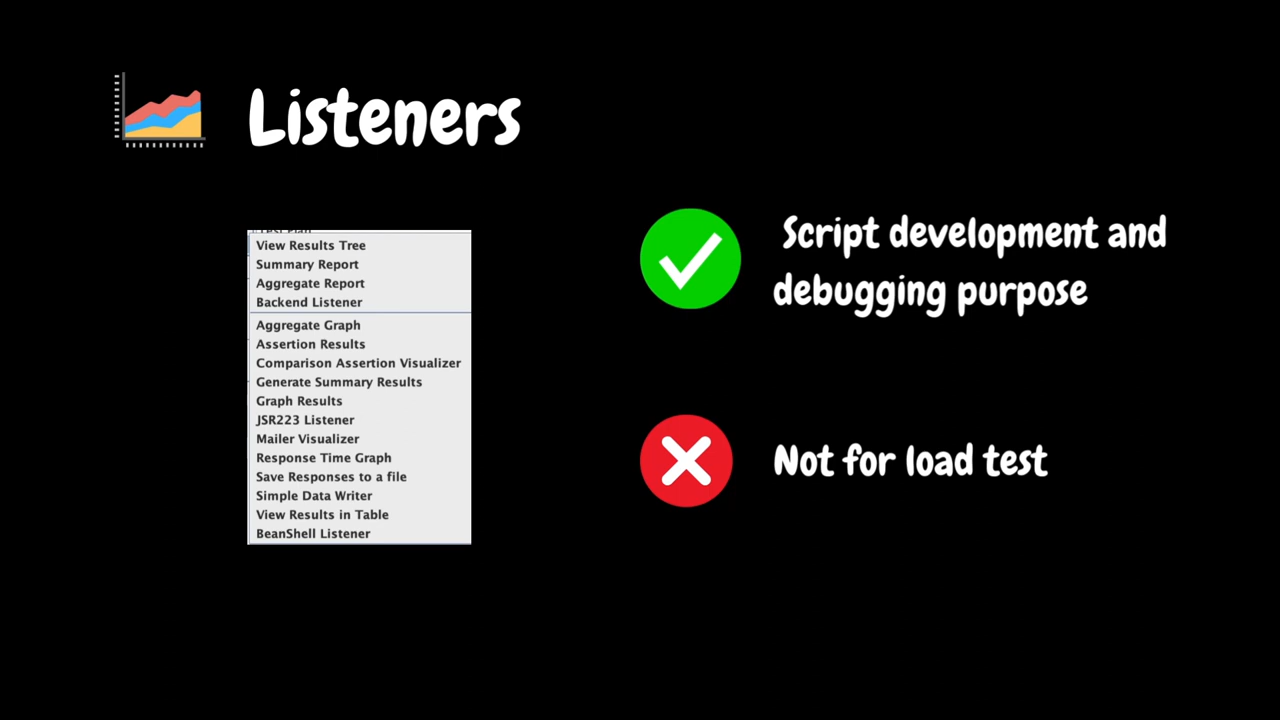 Listeners
View Results Tree
Summary Report
Aggregate Report
Backend Listener
Aggregate Graph
Assertion Results
Comparison Assertion Visualizer
Generate Summary Results
Graph Results
JSR223 Listener
Mailer Visualizer
Response Time Graph
Save Responses to a file
Simple Data Writer
View Results in Table
BeanShell Listener
Script development and
debugging purpose
Not for load test